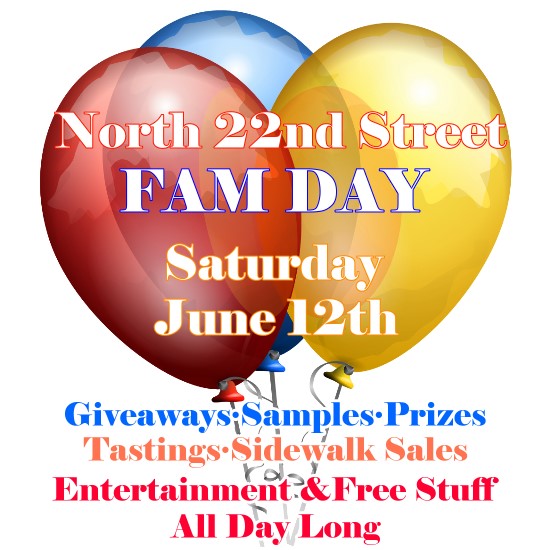 North 22nd Street
FAM DAY
Saturday
June 12th
Giveaways·Samples·Prizes
Tastings·Sidewalk Sales
Entertainment &Free Stuff
All Day Long